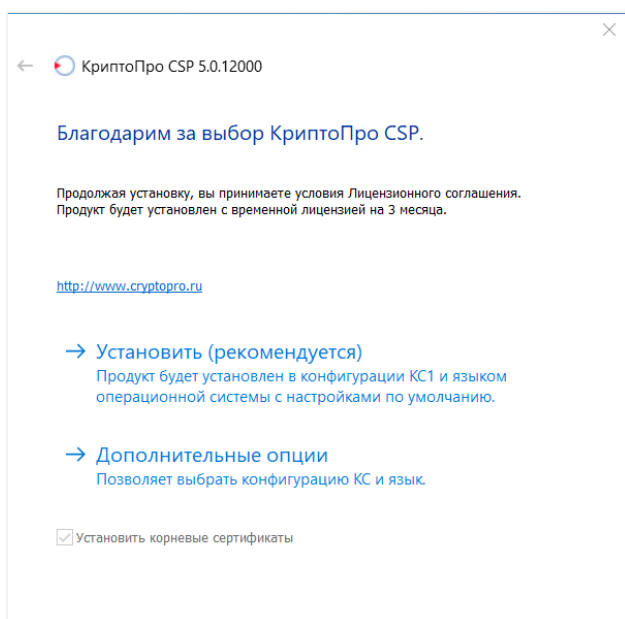 КриптоПро CSP 5.0.12000
Благодарим за выбор КриптоПро CSP.
Продолжая установку, вы принимаете условия Лицензионного соглашения.
Продукт будет установлен с временной лицензией на 3 месяца.
http://www.cryptopro.ru
Установить (рекомендуется)
Продукт будет установлен в конфигурации КС1 и языком
операционной системы с настройками по умолчанию.
Дополнительные опции
Позволяет выбрать конфигурацию КС и язык.
Установить корневые сертификаты